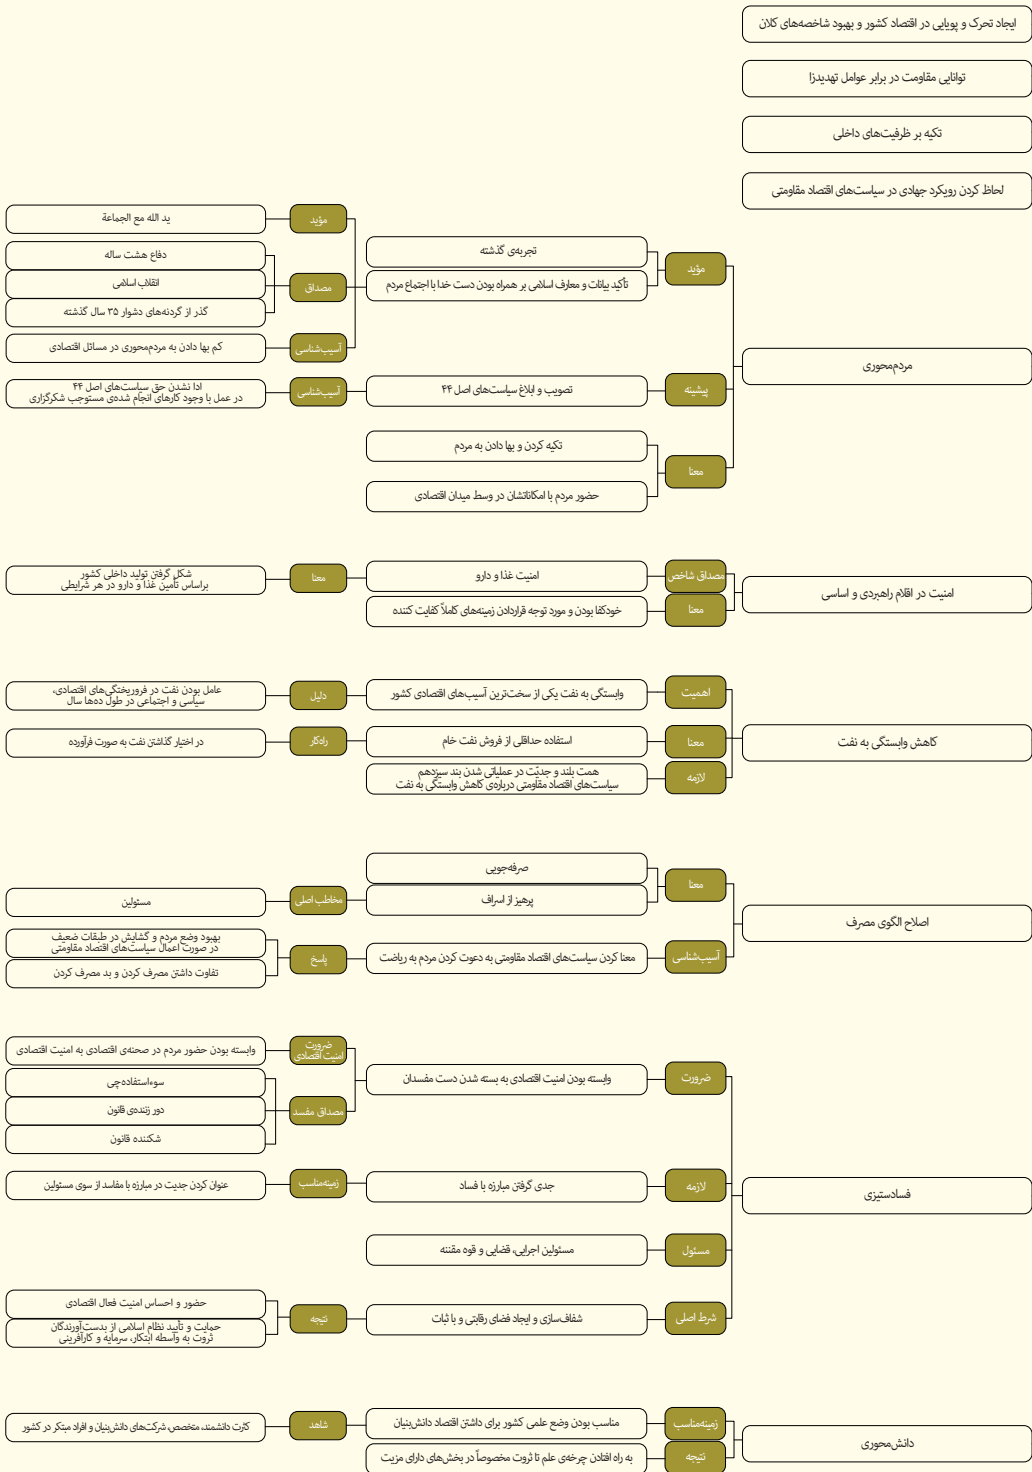 ایجاد تحرک و پویایی در اقتصاد کشور و بهبود شاخصه‌های کلان
توانایی مقاومت در برابر عوامل تهدیدزا
تکیه بر ظرفیت‌های داخلی
لحاظ کردن رویکرد جهادی در سیاست‌های اقتصاد مقاومتی
مردم‌محوری
مؤید
تجربه‌ی گذشته
تأکید بیانات و معارف اسلامی بر همراه بودن دست خدا با اجتماع مردم
مؤید
ید الله مع الجماعة
مصداق
دفاع هشت ساله
انقلاب اسلامی
گذر از گردنه‌های دشوار ۳۵ سال گذشته
آسیب‌شناسی
کم بها دادن به مردم‌محوری در مسائل اقتصادی
پیشینه
تصویب و ابلاغ سیاست‌های اصل ۴۴
آسیب‌شناسی
ادا نشدن حق سیاست‌های اصل ۴۴
در عمل با وجود کارهای انجام شده‌ی مستوجب شکرگزاری
معنا
تکیه کردن و بها دادن به مردم
حضور مردم با امکاناتشان در وسط میدان اقتصادی
امنیت در اقلام راهبردی و اساسی
مصداق شاخص
امنیت غذا و دارو
معنا
شکل گرفتن تولید داخلی کشور
براساس تأمین غذا و دارو در هر شرایطی
معنا
خودکفا بودن و مورد توجه قراردادن زمینه‌های کاملاً کفایت کننده
کاهش وابستگی به نفت
اهمیت
وابستگی به نفت یکی از سخت‌ترین آسیب‌های اقتصادی کشور
دلیل
عامل بودن نفت در فروریختگی‌های اقتصادی،
سیاسی و اجتماعی در طول ده‌ها سال
معنا
استفاده حداقلی از فروش نفت خام
راه‌کار
در اختیار گذاشتن نفت به صورت فرآورده
لازمه
همت بلند و جدیّت در عملیاتی شدن بند سیزدهم
سیاست‌های اقتصاد مقاومتی درباره‌ی کاهش وابستگی به نفت
اصلاح الگوی مصرف
معنا
صرفه‌جویی
پرهیز از اسراف
مخاطب اصلی
مسئولین
آسیب‌شناسی
معنا کردن سیاست‌های اقتصاد مقاومتی به دعوت کردن مردم به ریاضت
پاسخ
بهبود وضع مردم و گشایش در طبقات ضعیف
در صورت اعمال سیاست‌های اقتصاد مقاومتی
تفاوت داشتن مصرف کردن و بد مصرف کردن
فسادستیزی
ضرورت
وابسته بودن امنیت اقتصادی به بسته شدن دست مفسدان
ضرورت
امنیت اقتصادی
وابسته بودن حضور مردم در صحنه‌ی اقتصادی به امنیت اقتصادی
مصداق مفسد
سوءاستفاده‌چی
دور زننده‌ی قانون
شکننده قانون
لازمه
جدی گرفتن مبارزه با فساد
زمینه‌مناسب
عنوان کردن جدیت در مبارزه با مفاسد از سوی مسئولین
مسئول
مسئولین اجرایی، قضایی و قوه مقننه
شرط اصلی
شفاف‌سازی و ایجاد فضای رقابتی و با ثبات
نتیجه
حضور و احساس امنیت فعال اقتصادی
حمایت و تأیید نظام اسلامی از بدست‌آورندگان
ثروت به واسطه ابتکار، سرمایه و کارآفرینی
دانش‌محوری
زمینه‌مناسب
مناسب بودن وضع علمی کشور برای داشتن اقتصاد دانش‌بنیان
شاهد
کثرت دانشمند، متخصص، شرکت‌های دانش‌بنیان و افراد مبتکر در کشور
نتیجه
به راه افتادن چرخه‌ی علم تا ثروت مخصوصاً در بخش‌های دارای مزیت